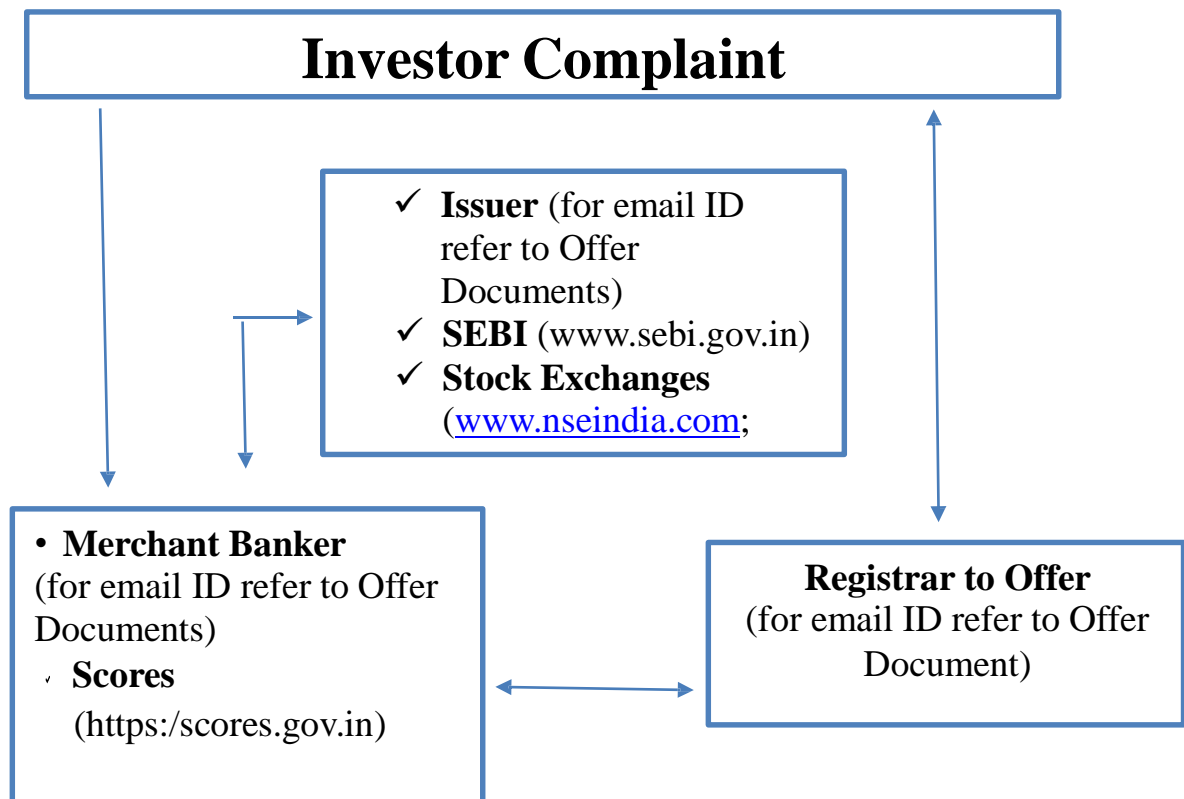 Investor Complaint
✓ Issuer (for email ID
refer to Offer
Documents)
✓ SEBI (www.sebi.gov.in)
✓ Stock Exchanges
(www.nseindia.com;
• Merchant Banker
(for email ID refer to Offer
Documents)
✓ Scores
(https:/scores.gov.in)
Registrar to Offer
(for email ID refer to Offer
Document)